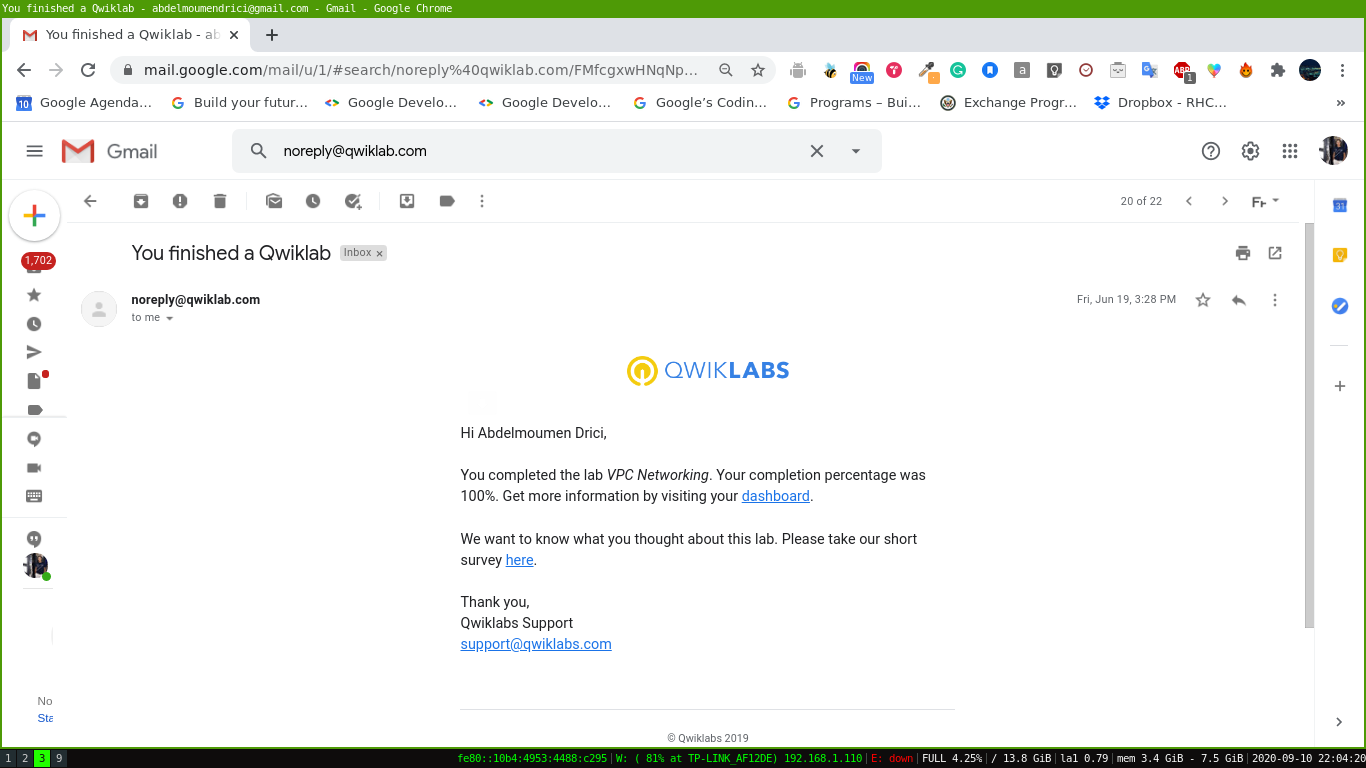 You finished a Qwiklab - abdelmoumendrici@gmail.com - Gmail - Google Chrome
You finished a Qwiklab - ab
mail.google.com/mail/u/1/#search/noreply%40qwiklab.com/FMfcgxwHNqNp...
New
a
ABP
1
10
Google Agenda...
Build your futur...
Google Develo...
Google Develo...
Google's Codin...
Programs – Bui...
Exchange Progr...
Dropbox - RHC...
»
Gmail
noreply@qwiklab.com
20 of 22
You finished a Qwiklab
Inbox x
1,702
noreply@qwiklab.com
Fri, Jun 19, 3:28 PM
to me
QWIKLABS
Hi Abdelmoumen Drici,
You completed the lab VPC Networking. Your completion percentage was
100%. Get more information by visiting your dashboard.
We want to know what you thought about this lab. Please take our short
survey here.
Thank you,
Qwiklabs Support
support@qwiklabs.com
No
Sta
© Qwiklabs 2019
1 2 3 9
fe80::10b4:4953:4488:c295|W: ( 81% at TP-LINK_AF12DE) 192.168.1.110|E: down|FULL 4.25%|/ 13.8 GiB|la1 0.79|mem 3.4 GiB - 7.5 GiB|2020-09-10 22:04:20